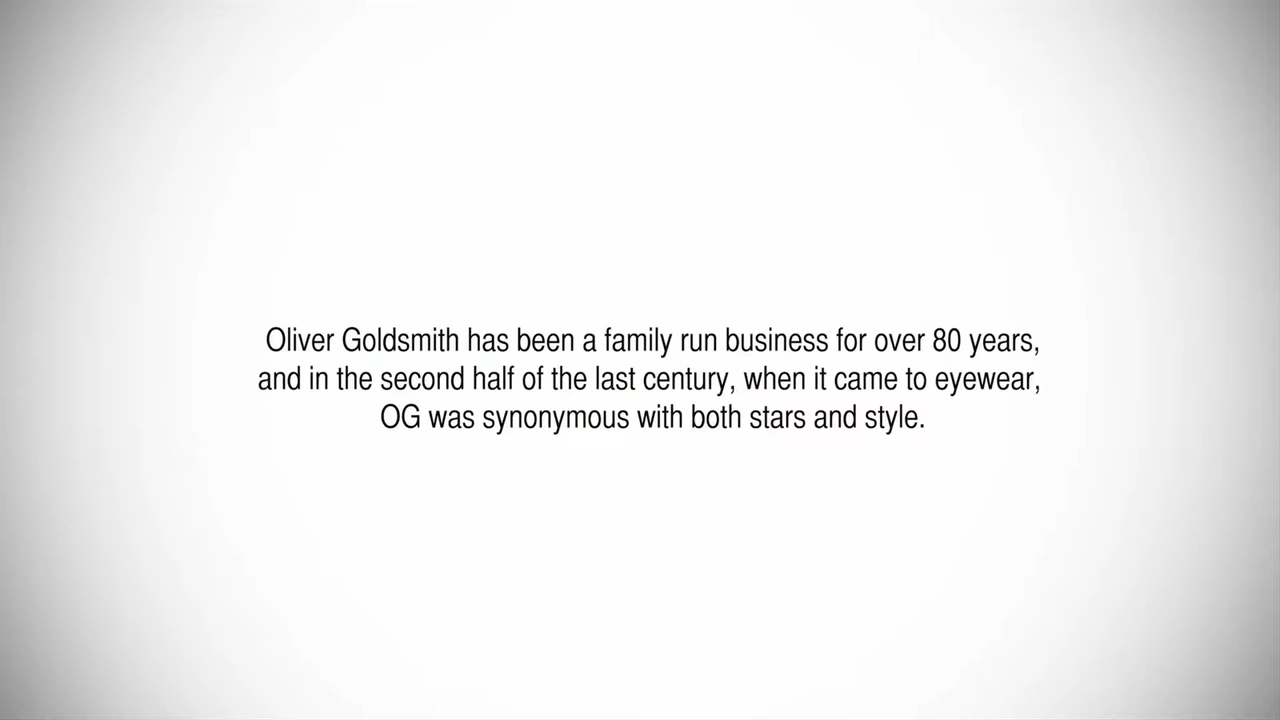 Oliver Goldsmith has been a family run business for over 80 years,
and in the second half of the last century, when it came to eyewear,
OG was synonymous with both stars and style.